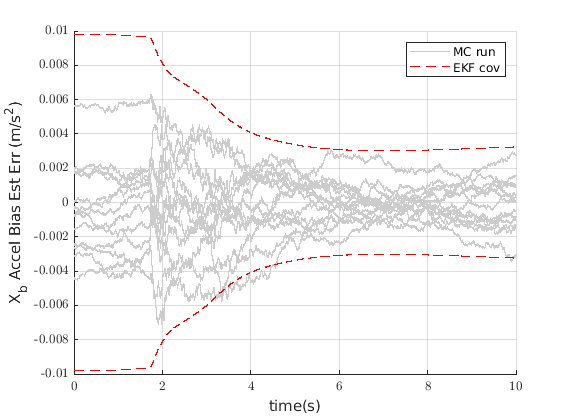 0.01
0.008
0.006
0.004
0.002
0
-0.002
-0.004
-0.006
-0.008
-0.01
X_b Accel Bias Est Err (m/s^2)
MC run
EKF cov
0 2 4 6 8 10
time(s)